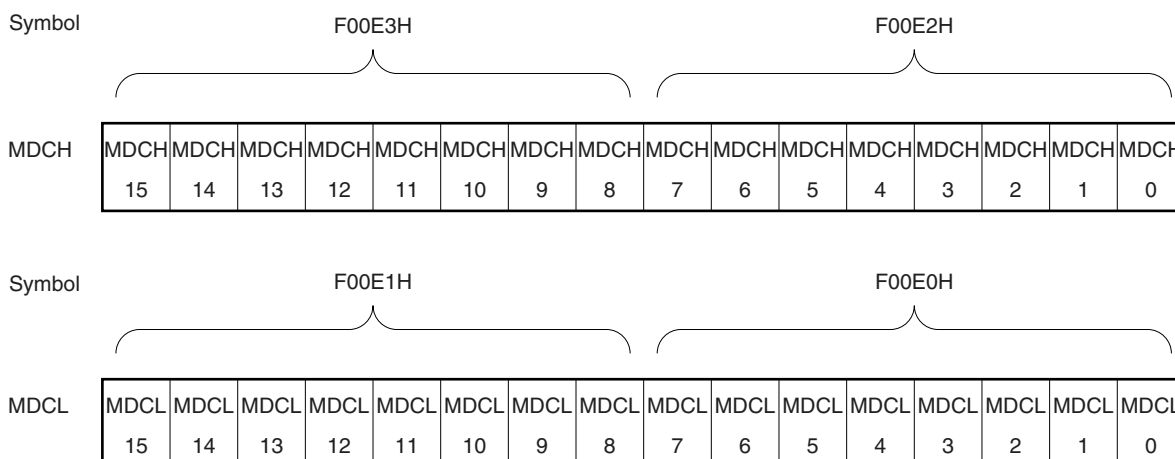 Symbol F00E3H F00E2H
MDCH MDCH MDCH MDCH MDCH MDCH MDCH MDCH MDCH MDCH MDCH MDCH MDCH MDCH MDCH MDCH MDCH
15 14 13 12 11 10 9 8 7 6 5 4 3 2 1 0
Symbol F00E1H F00E0H
MDCL MDCL MDCL MDCL MDCL MDCL MDCL MDCL MDCL MDCL MDCL MDCL MDCL MDCL MDCL MDCL MDCL
15 14 13 12 11 10 9 8 7 6 5 4 3 2 1 0